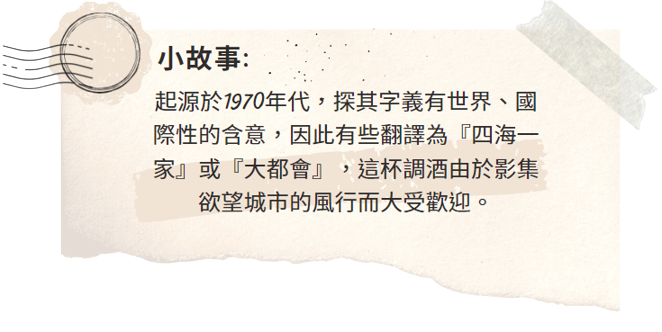 小故事:
起源於1970年代，探其字義有世界、國
際性的含意，因此有些翻譯為『四海一
家』或『大都會』，這杯調酒由於影集
欲望城市的風行而大受歡迎。